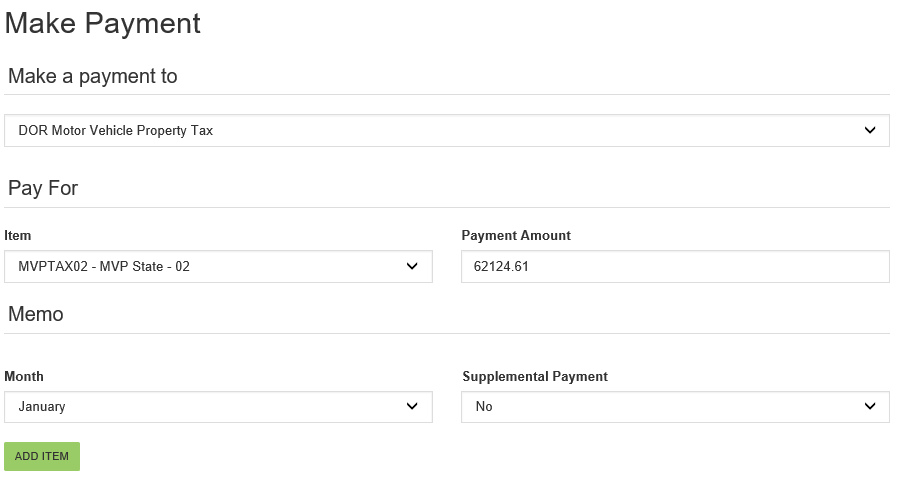 Make Payment
Make a payment to
DOR Motor Vehicle Property Tax
Pay For
Item
Payment Amount
MVPTAX02 - MVP State - 02
62124.61
Memo
Month
Supplemental Payment
January
No
ADD ITEM